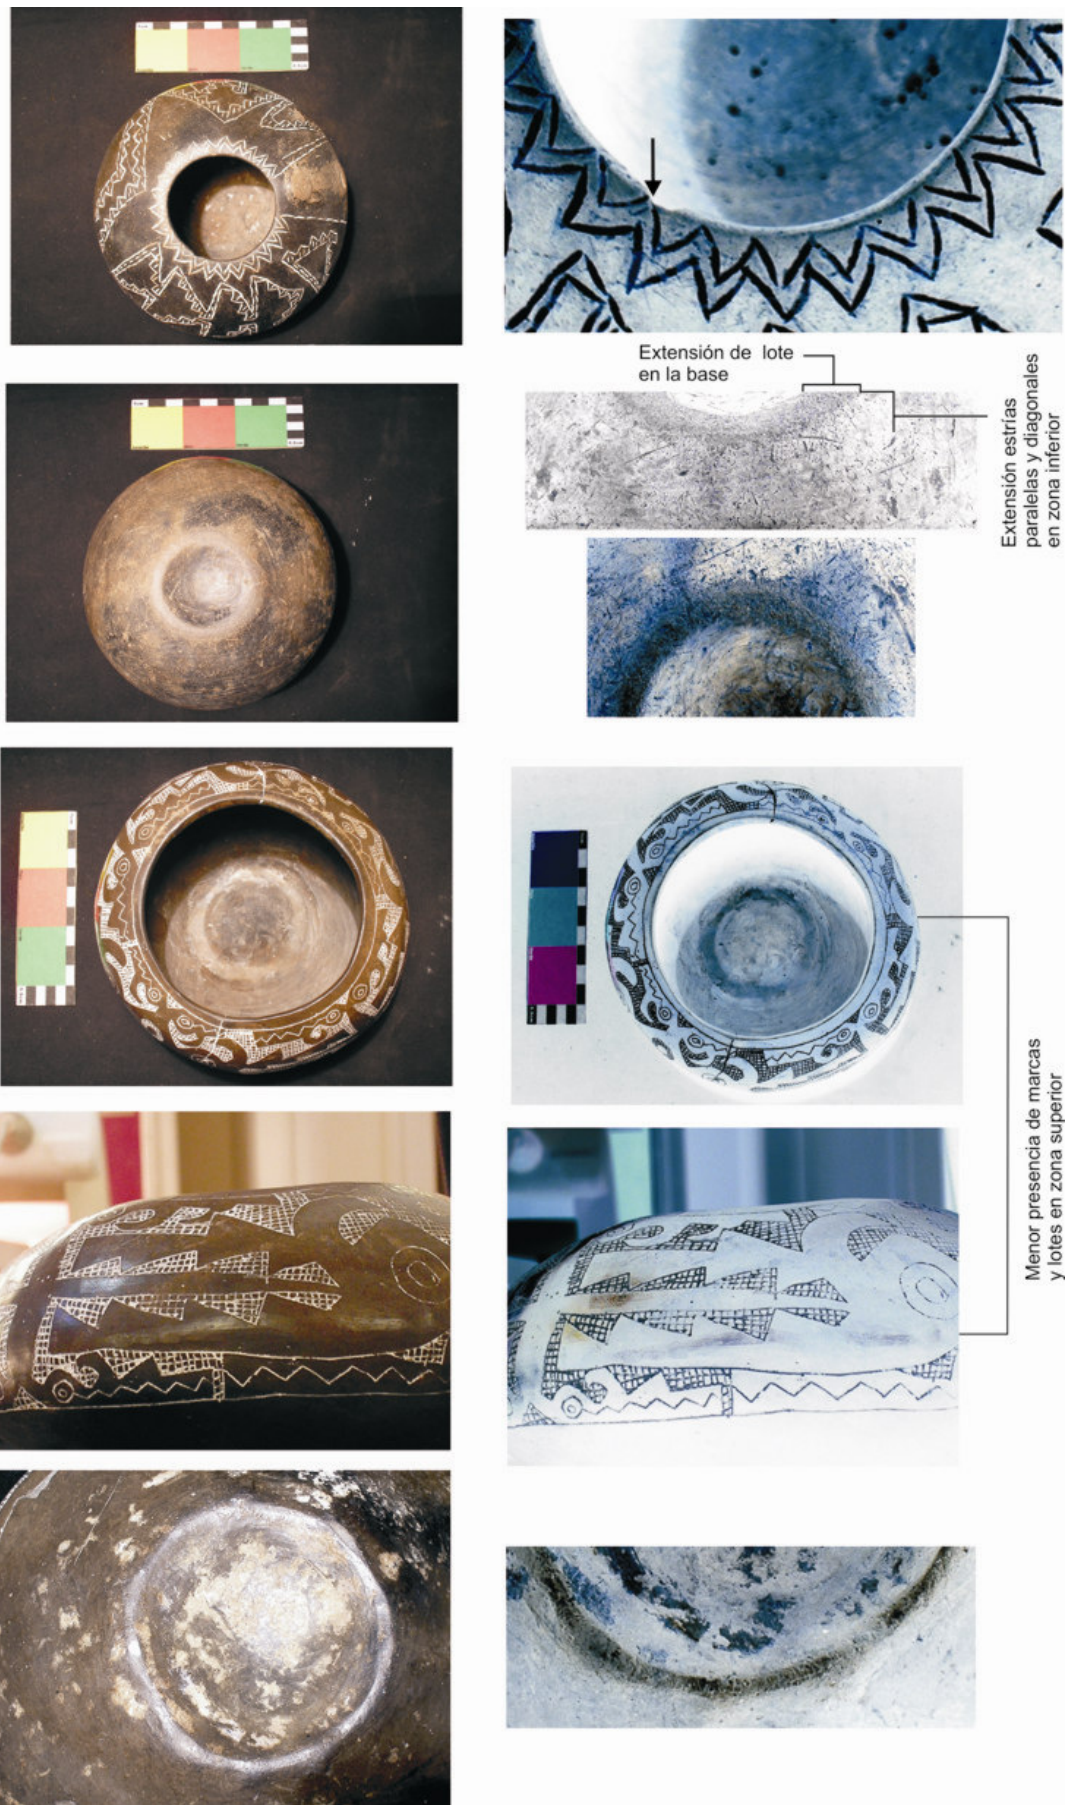 Extensión de lote
en la base
Extensión estrías
paralelas y diagonales
en zona inferior
Menor presencia de marcas
y lotes en zona superior